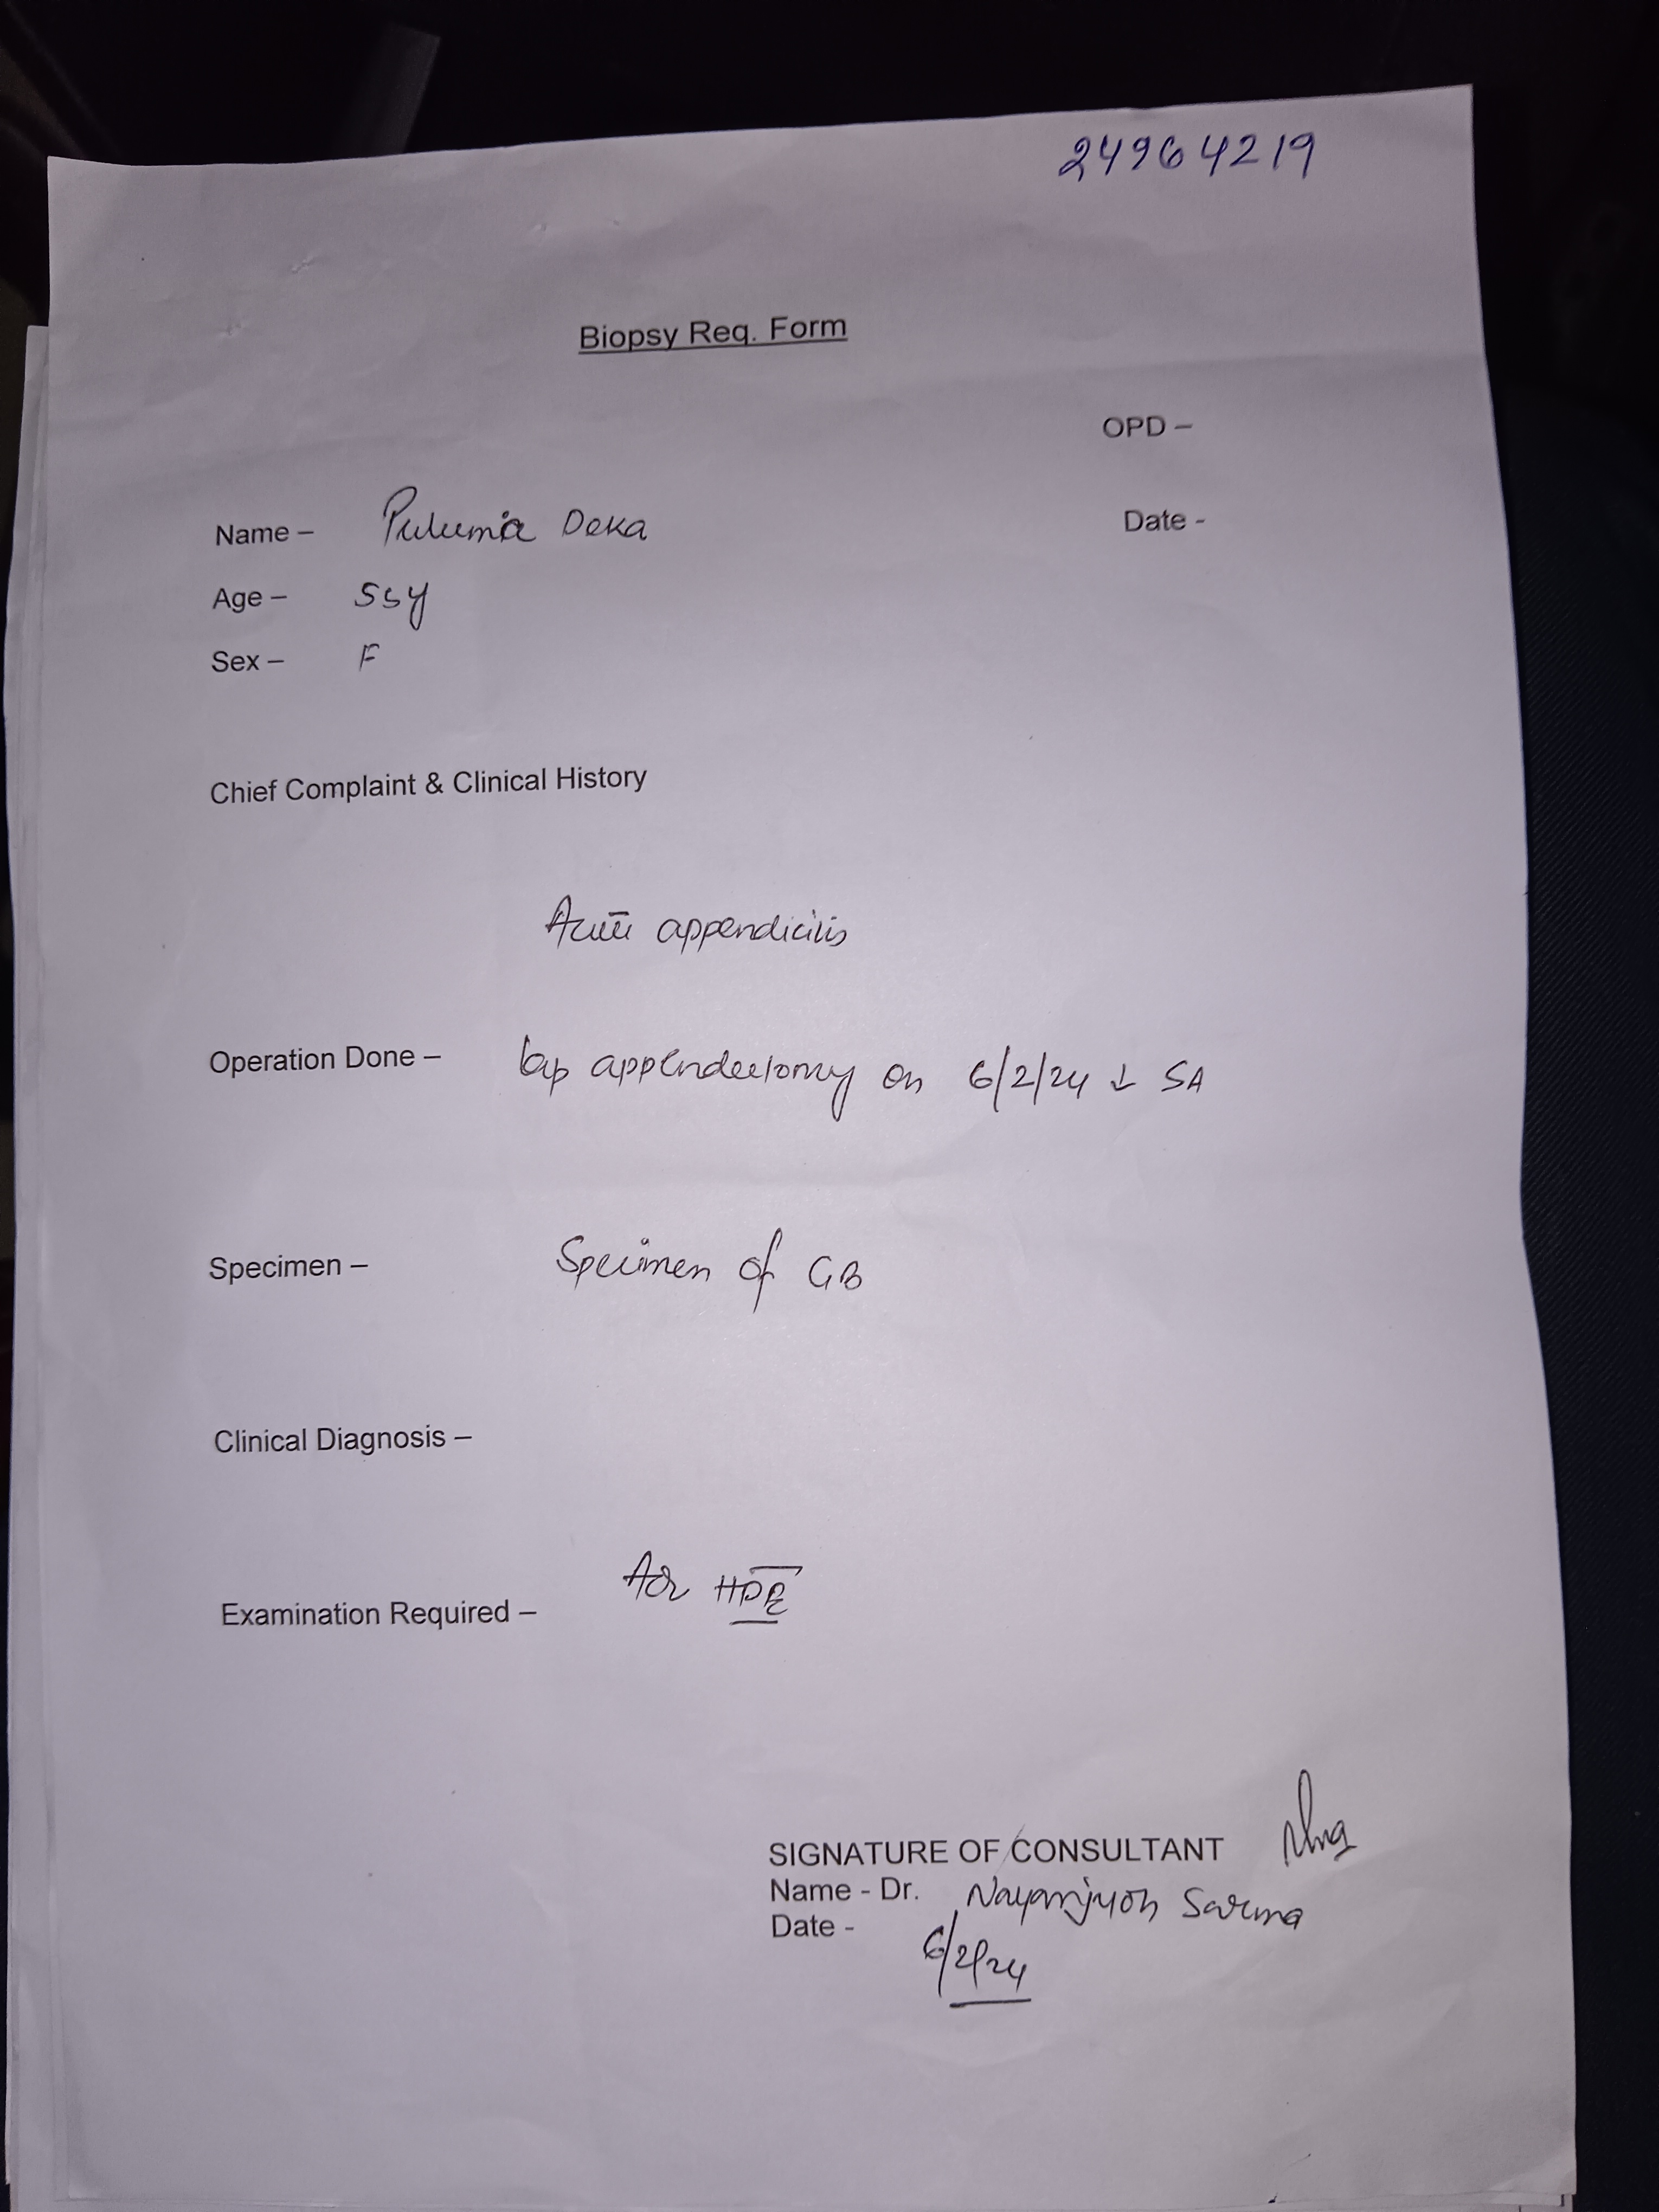 24964219
Biopsy Req. Form
OPD –
Name – Pulumia Deka
Date -
Age – 55y
Sex – F
Chief Complaint & Clinical History
Acute appendicitis
Operation Done – Lap appendectomy on 6/2/24 ↓ SA
Specimen – Specimen of GB
Clinical Diagnosis –
Examination Required – For HPE
SIGNATURE OF CONSULTANT
Name - Dr. Nayanjyoti Sarma
Date - 6/2/24